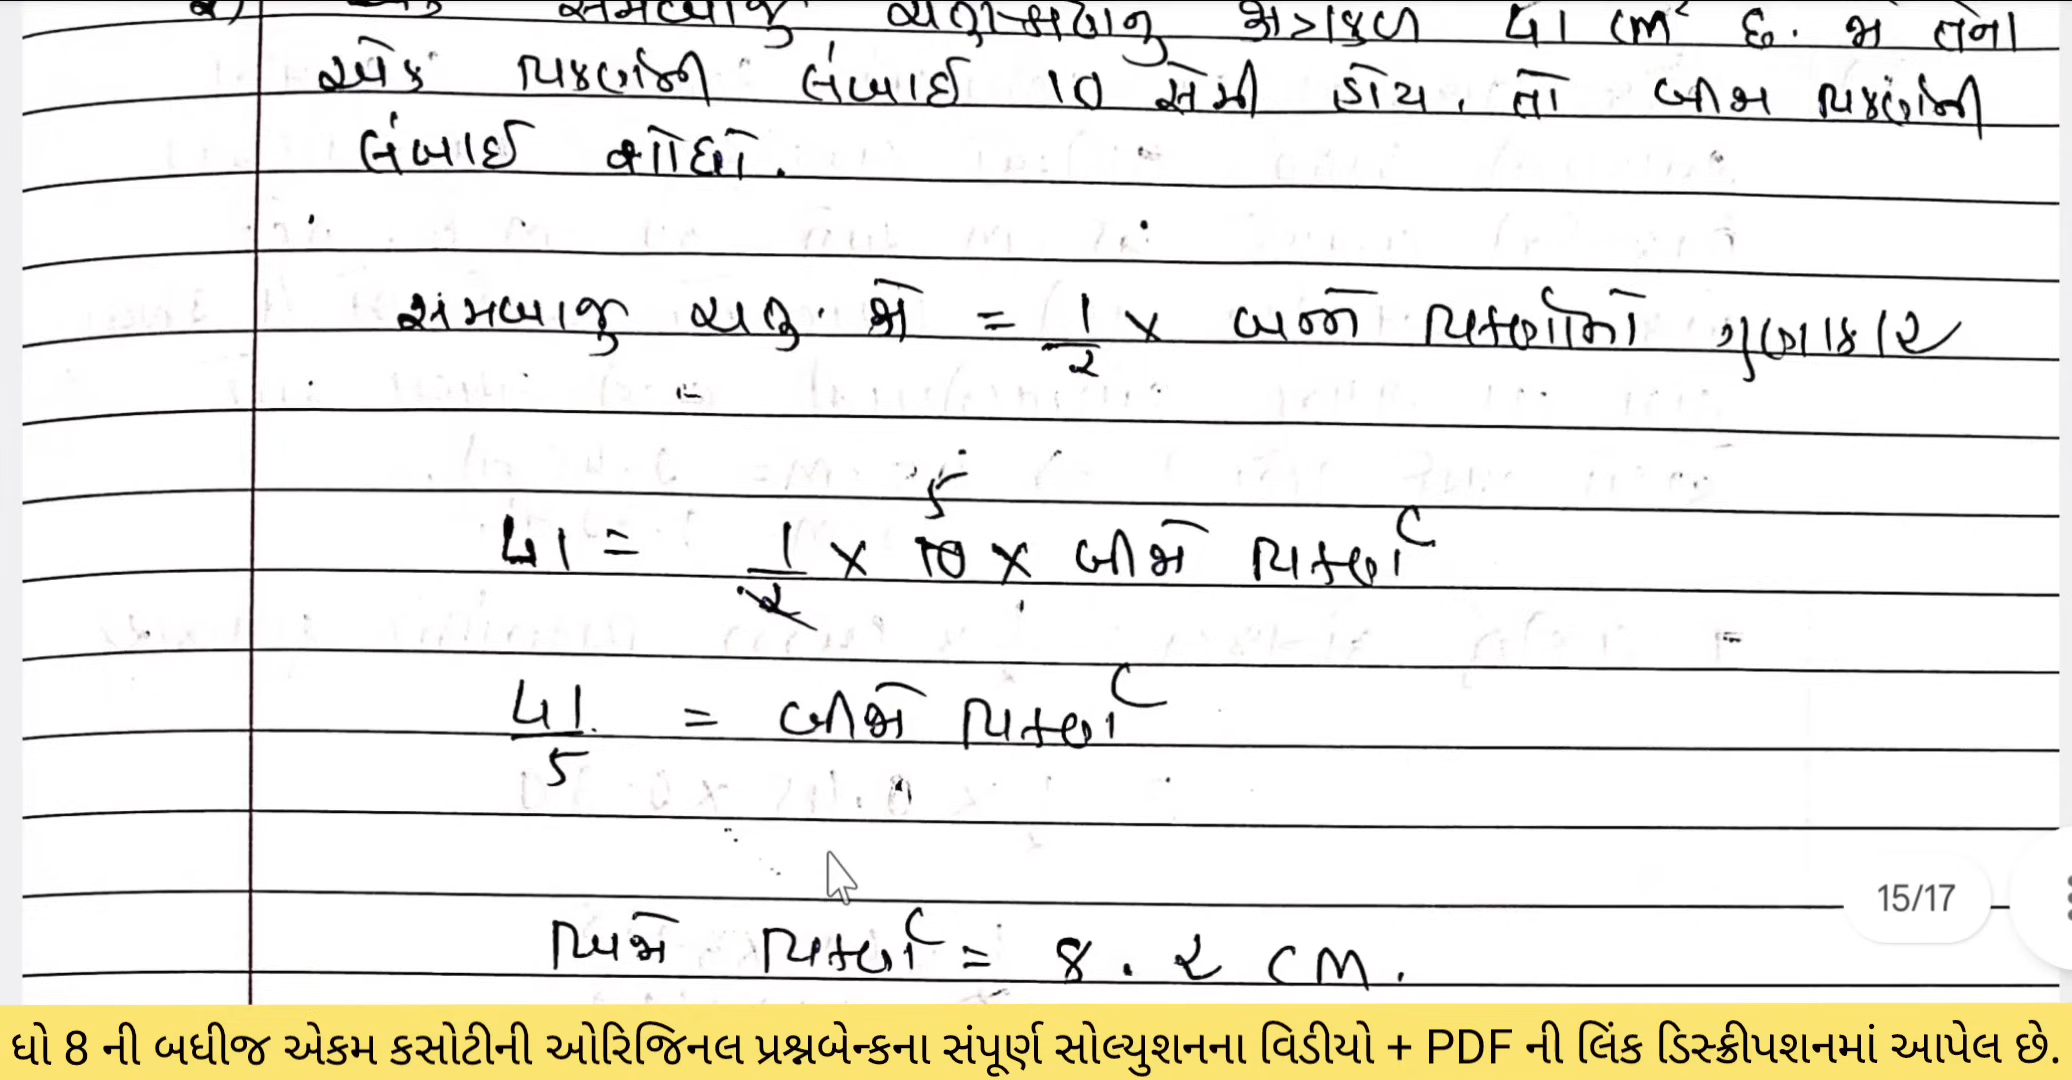 સમબાજુ ચતુષ્કોણનું ક્ષેત્રફળ 41 cm² છે. જો તેના
એક વિકર્ણની લંબાઈ 10 સેમી હોય, તો બીજા વિકર્ણની
લંબાઈ શોધો.
સમબાજુ ચતુ. ક્ષે = 1/2 x બન્ને વિકર્ણોનો ગુણાકાર
5
41 = 1/2 x 10 x બીજો વિકર્ણ
41/5 = બીજો વિકર્ણ
વિકર્ણ = 8.2 cm.
15/17
ધો 8 ની બધીજ એકમ કસોટીની ઓરિજિનલ પ્રશ્નબેન્કના સંપૂર્ણ સોલ્યુશનના વિડીયો + PDF ની લિંક ડિસ્ક્રીપશનમાં આપેલ છે.